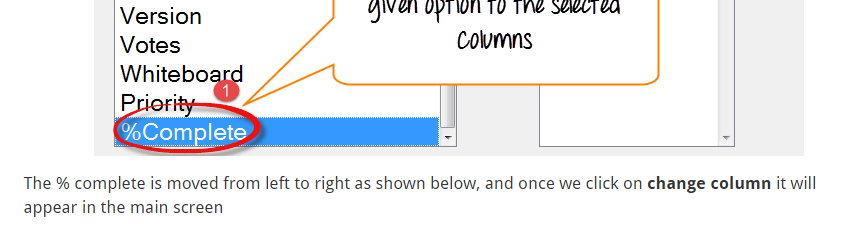 given option to the selected
columns
Version
Votes
Whiteboard
1
Priority
%Complete
The % complete is moved from left to right as shown below, and once we click on change column it will
appear in the main screen